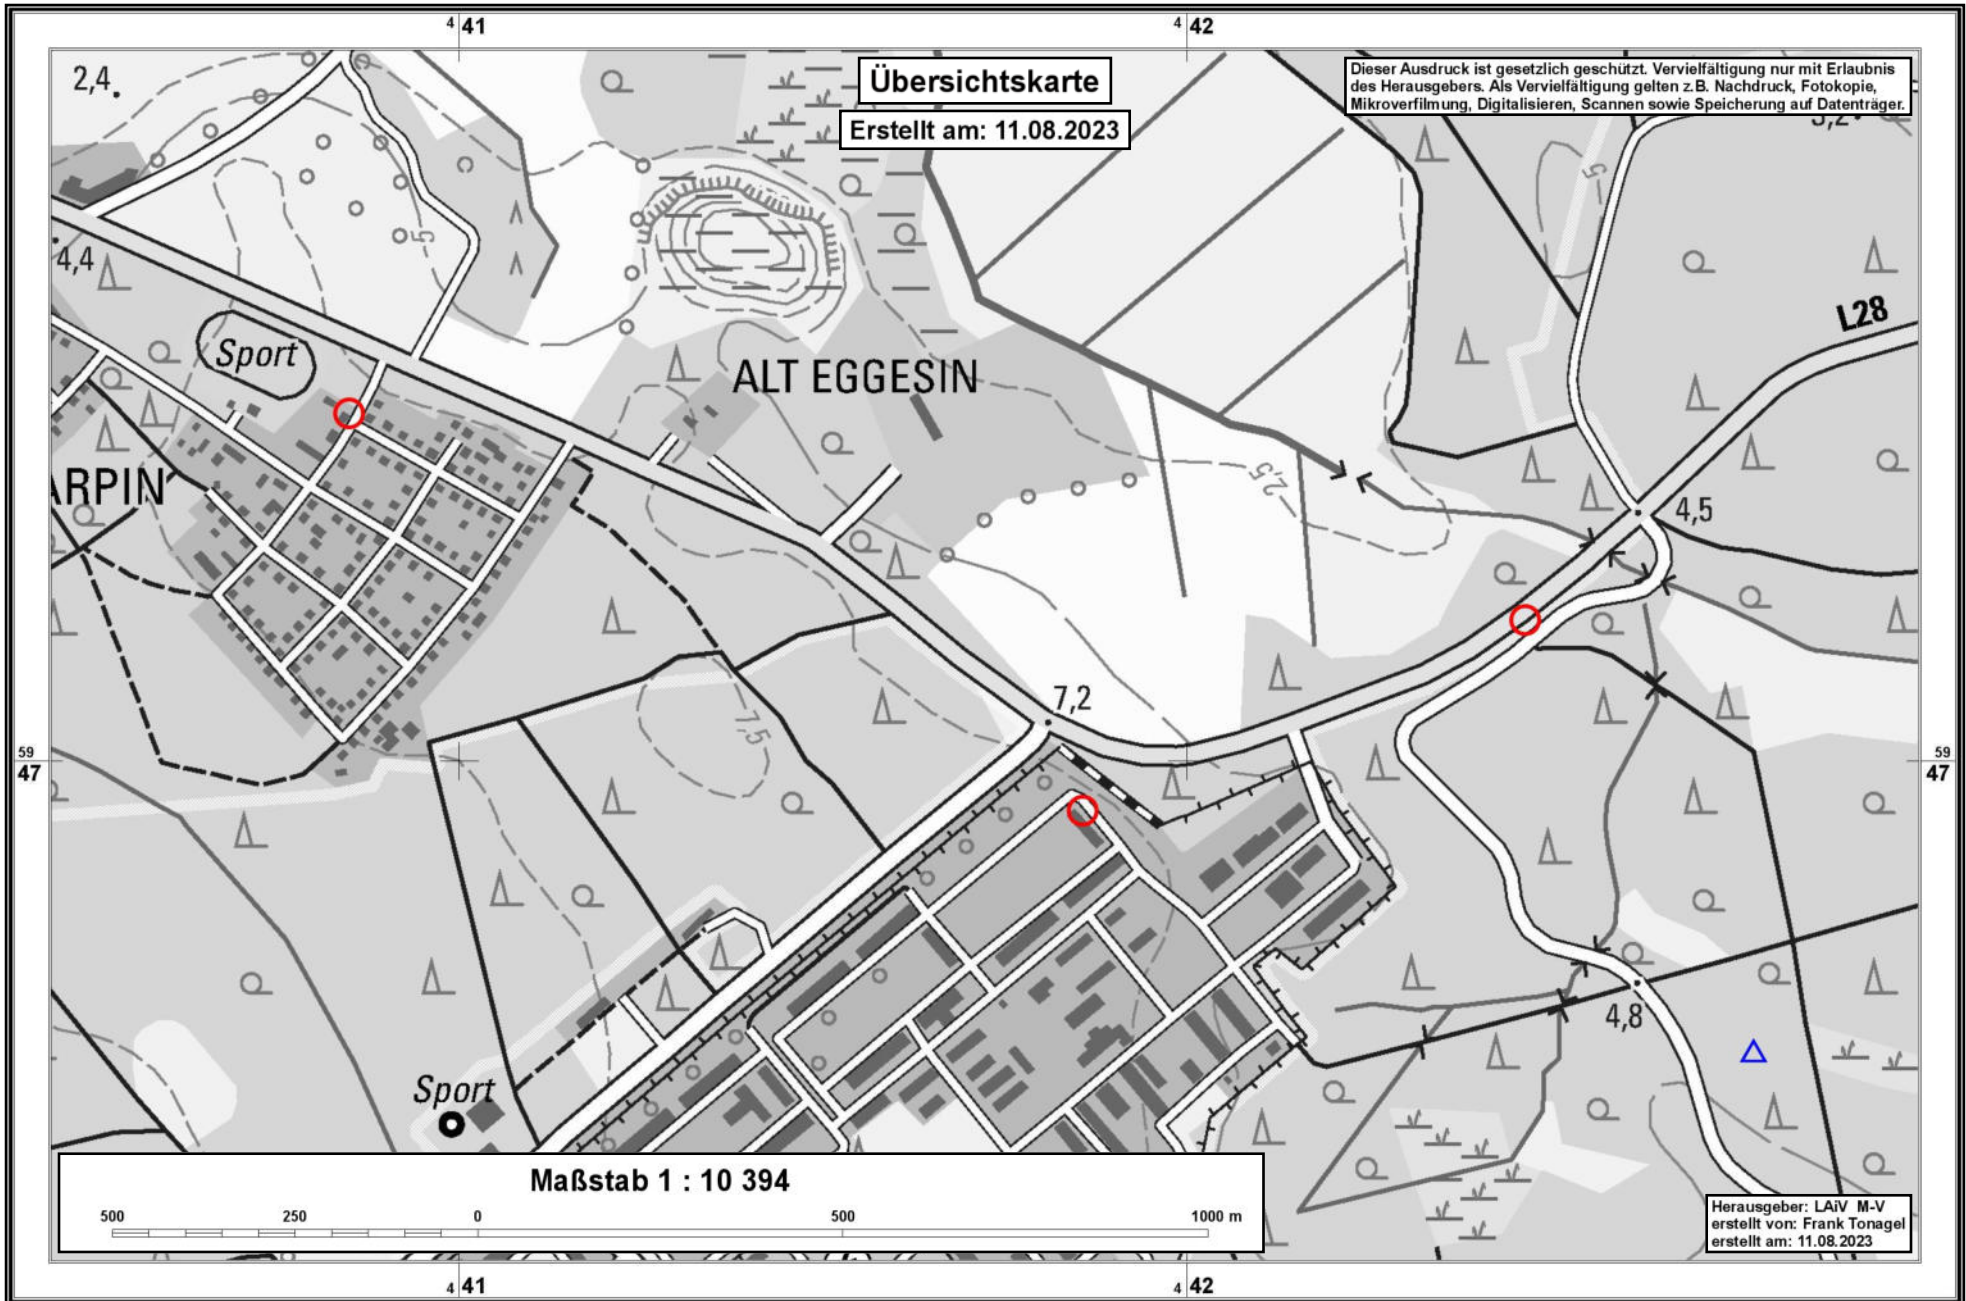 4 41
4 42
Übersichtskarte
Erstellt am: 11.08.2023
Dieser Ausdruck ist gesetzlich geschützt. Vervielfältigung nur mit Erlaubnis
des Herausgebers. Als Vervielfältigung gelten z.B. Nachdruck, Fotokopie,
Mikroverfilmung, Digitalisieren, Scannen sowie Speicherung auf Datenträger.
2,4
5
5
4,4
L28
Sport
ALT EGGESIN
ARPIN
2,5
4,5
7,2
7,5
59
47
59
47
4,8
Sport
Maßstab 1 : 10 394
500 250 0 500 1000 m
Herausgeber: LAiV M-V
erstellt von: Frank Tonagel
erstellt am: 11.08.2023
4 41
4 42